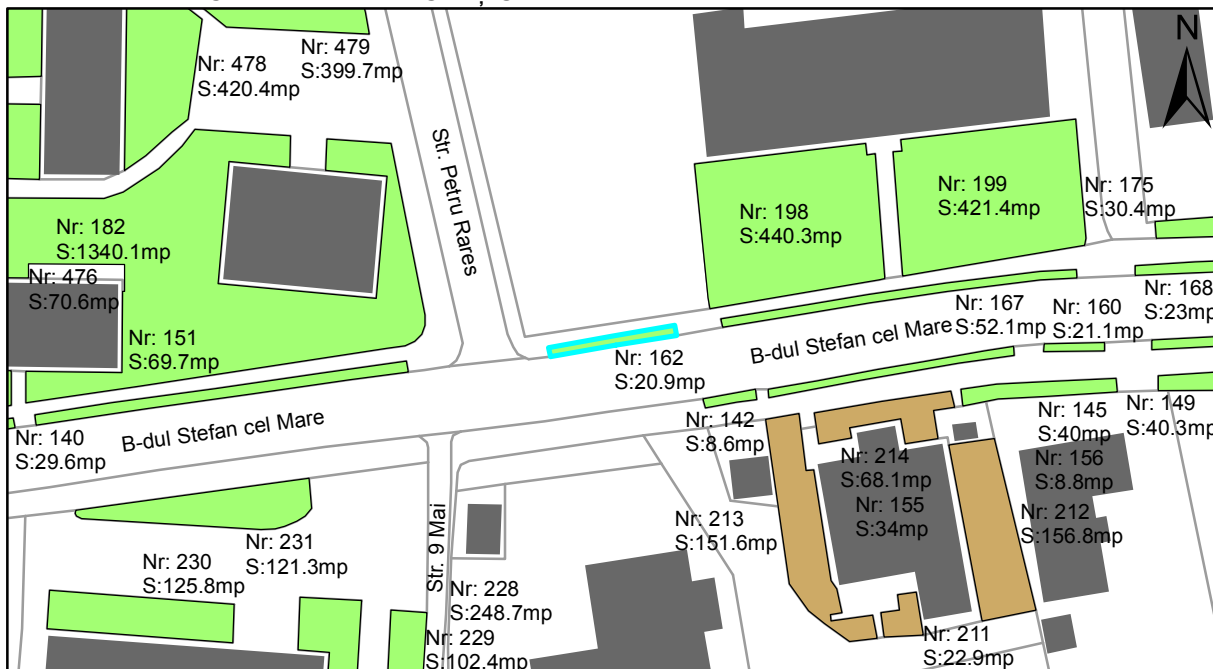 Nr: 479
S:399.7mp
N
Nr: 478
S:420.4mp
Str. Petru Rares
Nr: 199
S:421.4mp
Nr: 175
S:30.4mp
Nr: 198
S:440.3mp
Nr: 182
S:1340.1mp
Nr: 476
S:70.6mp
Nr: 168
S:23mp
Nr: 167
S:52.1mp
Nr: 160
S:21.1mp
Nr: 151
S:69.7mp
B-dul Stefan cel Mare
Nr: 162
S:20.9mp
B-dul Stefan cel Mare
Nr: 140
S:29.6mp
Nr: 142
S:8.6mp
Nr: 145
S:40mp
Nr: 149
S:40.3mp
Nr: 214
S:68.1mp
Nr: 156
S:8.8mp
Nr: 155
S:34mp
Nr: 212
S:156.8mp
Nr: 213
S:151.6mp
Nr: 231
S:121.3mp
Str. 9 Mai
Nr: 230
S:125.8mp
Nr: 228
S:248.7mp
Nr: 229
S:102.4mp
Nr: 211
S:22.9mp